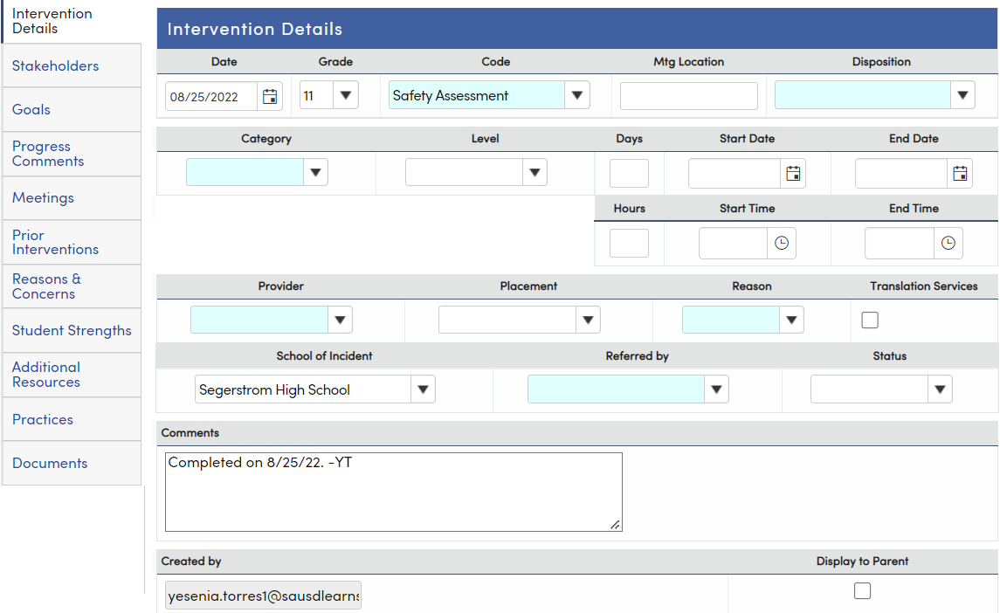 Intervention
Details
Stakeholders
Goals
Progress
Comments
Meetings
Prior
Interventions
Reasons &
Concerns
Student Strengths
Additional
Resources
Practices
Documents
Intervention Details
Date Grade Code Mtg Location Disposition
08/25/2022 11 Safety Assessment
Category Level Days Start Date End Date
Hours Start Time End Time
Provider Placement Reason Translation Services
School of Incident Referred by Status
Segerstrom High School
Comments
Completed on 8/25/22. -YT
Created by Display to Parent
yesenia.torres1@sausdlearns